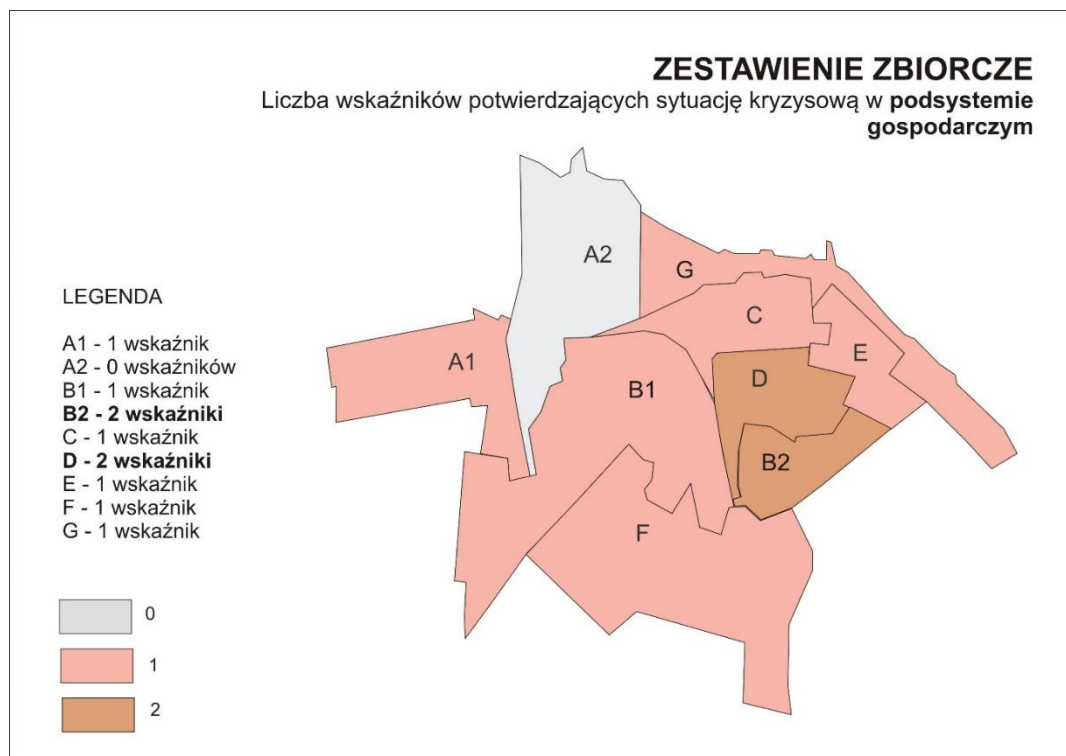 ZESTAWIENIE ZBIORCZE
Liczba wskaźników potwierdzających sytuację kryzysową w podsystemie
gospodarczym
LEGENDA
A1 - 1 wskaźnik
A2 - 0 wskaźników
B1 - 1 wskaźnik
B2 - 2 wskaźniki
C - 1 wskaźnik
D - 2 wskaźniki
E - 1 wskaźnik
F - 1 wskaźnik
G - 1 wskaźnik
0
1
2
A2
G
C
A1
E
B1
D
B2
F